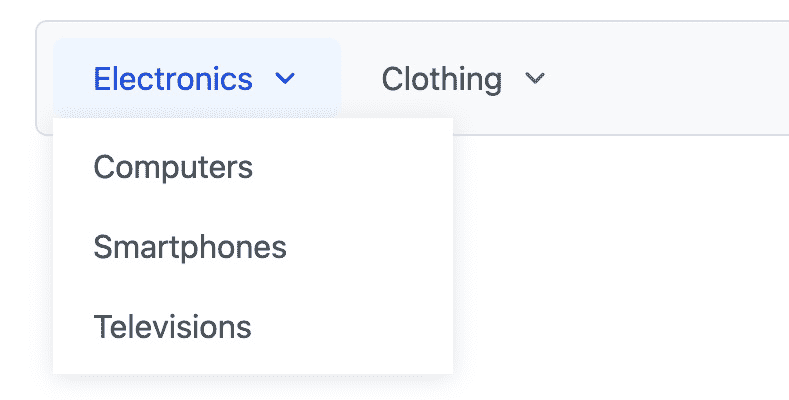 Electronics Clothing
Computers
Smartphones
Televisions